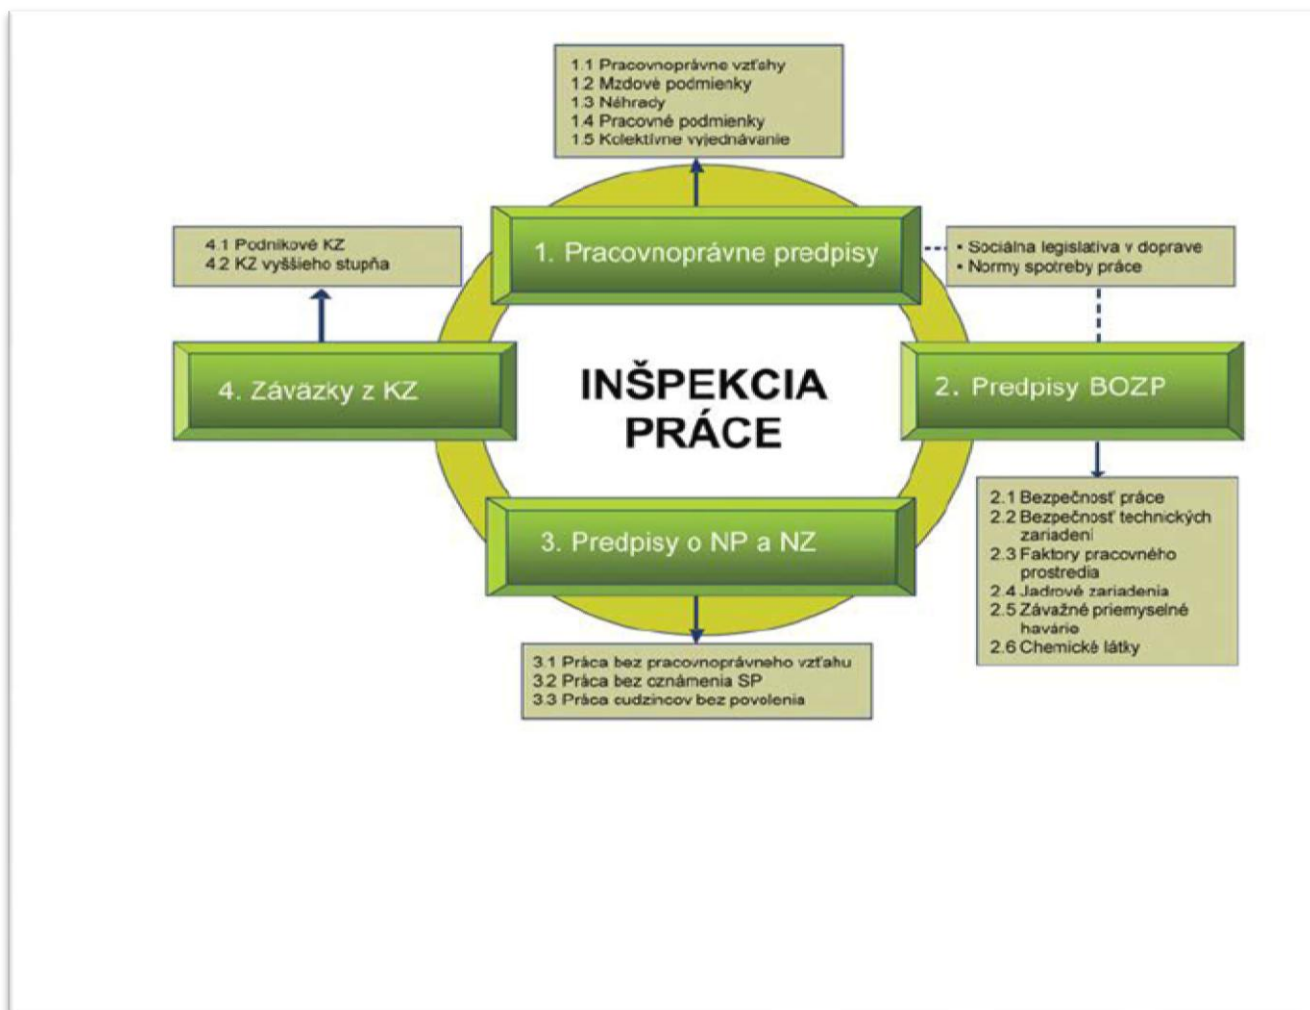 1.1 Pracovnoprávne vzťahy
1.2 Mzdové podmienky
1.3 Néhrady
1.4 Pracovné podmienky
1.5 Kolektívne vyjednávanie
1. Pracovnoprávne predpisy
4.1 Podnikové KZ
4.2 KZ vyššieho stupňa
• Sociálna legislatíva v doprave
• Normy spotreby práce
4. Záväzky z KZ
INŠPEKCIA
PRÁCE
2. Predpisy BOZP
3. Predpisy o NP a NZ
2.1 Bezpečnosť práce
2.2 Bezpečnosť technických
zariadení
2.3 Faktory pracovného
prostredia
2.4 Jadrové zariadenia
2.5 Závažné priemyselné
havárie
2.6 Chemické látky
3.1 Práca bez pracovnoprávneho vzťahu
3.2 Práca bez oznámenia SP
3.3 Práca cudzincov bez povolenia